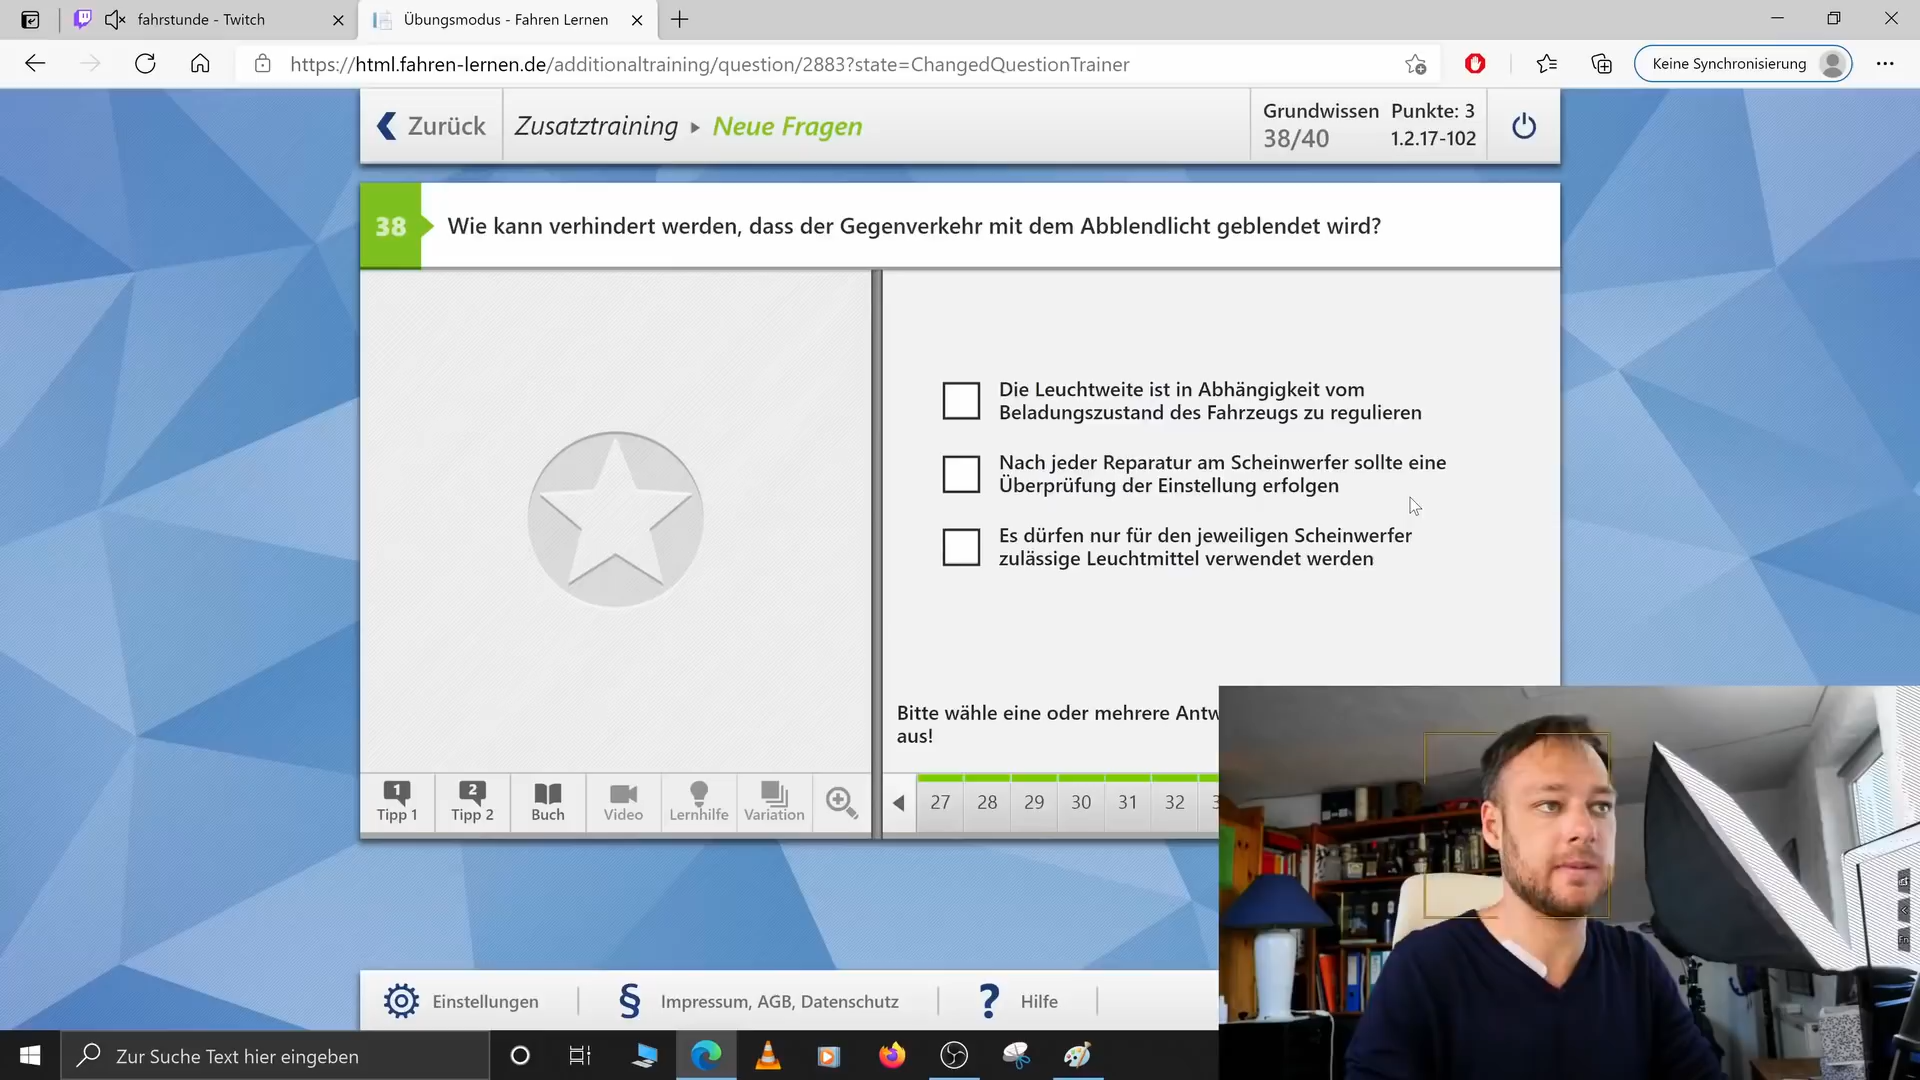 fahrstunde - Twitch
Übungsmodus - Fahren Lernen
https://html.fahren-lernen.de/additionaltraining/question/2883?state=ChangedQuestionTrainer
Keine Synchronisierung
Zurück
Zusatztraining ▸ Neue Fragen
Grundwissen
38/40
Punkte: 3
1.2.17-102
38
Wie kann verhindert werden, dass der Gegenverkehr mit dem Abblendlicht geblendet wird?
Die Leuchtweite ist in Abhängigkeit vom
Beladungszustand des Fahrzeugs zu regulieren
Nach jeder Reparatur am Scheinwerfer sollte eine
Überprüfung der Einstellung erfolgen
Es dürfen nur für den jeweiligen Scheinwerfer
zulässige Leuchtmittel verwendet werden
Bitte wähle eine oder mehrere Antw
aus!
1
Tipp 1
2
Tipp 2
Buch
Video
Lernhilfe
Variation
27 28 29 30 31 32
Einstellungen
§ Impressum, AGB, Datenschutz
? Hilfe
Zur Suche Text hier eingeben